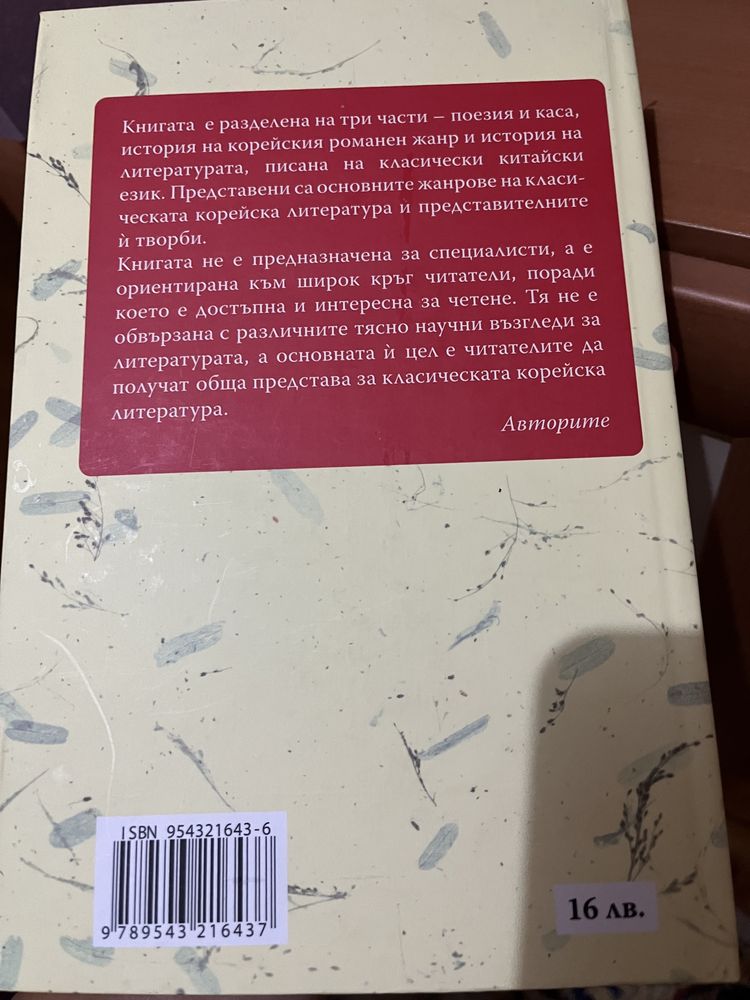 Книгата е разделена на три части – поезия и каса,
история на корейския романен жанр и история на
литературата, писана на класически китайски
език. Представени са основните жанрове на класи-
ческата корейска литература и представителните
ѝ творби.
Книгата не е предназначена за специалисти, а е
ориентирана към широк кръг читатели, поради
което е достъпна и интересна за четене. Тя не е
обвързана с различните тясно научни възгледи за
литературата, а основната ѝ цел е читателите да
получат обща представа за класическата корейска
литература.
Авторите
ISBN 954321643-6
9 789543 216437
16 лв.